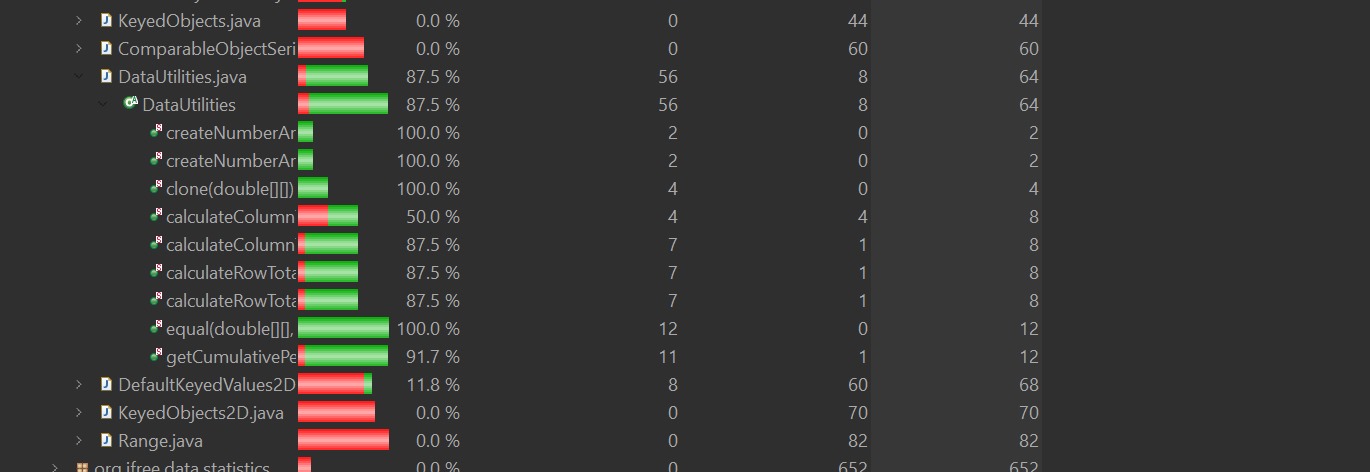 KeyedObjects.java 0.0 % 0 44 44
ComparableObjectSeri 0.0 % 0 60 60
DataUtilities.java 87.5 % 56 8 64
DataUtilities 87.5 % 56 8 64
createNumberAr 100.0 % 2 0 2
createNumberAr 100.0 % 2 0 2
clone(double[][]) 100.0 % 4 0 4
calculateColumn 50.0 % 4 4 8
calculateColumn 87.5 % 7 1 8
calculateRowTota 87.5 % 7 1 8
calculateRowTota 87.5 % 7 1 8
equal(double[][], 100.0 % 12 0 12
getCumulativePe 91.7 % 11 1 12
DefaultKeyedValues2D 11.8 % 8 60 68
KeyedObjects2D.java 0.0 % 0 70 70
Range.java 0.0 % 0 82 82
org.jfree.data.statistics 0.0 % 0 652 652